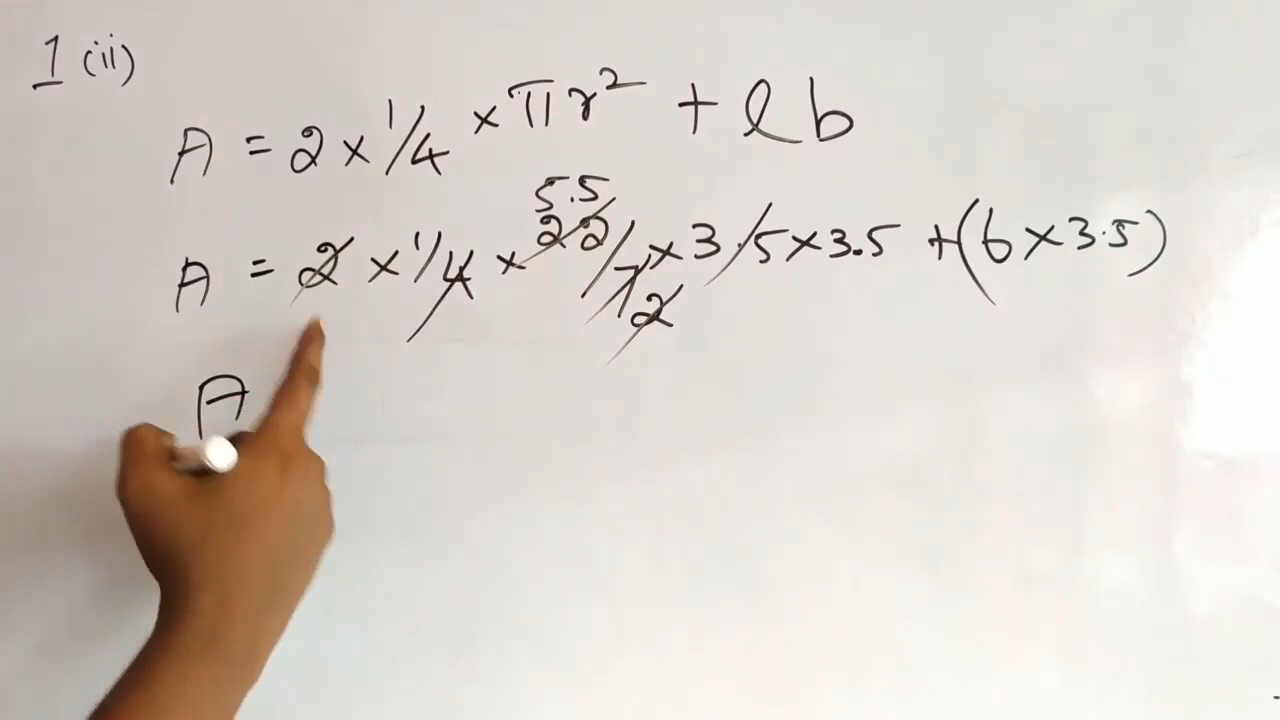 1 (ii)
A = 2 × 1/4 × πr² + lb
5.5
A = 2 × 1/4 × 22/7 × 3.5 × 3.5 + (6 × 3.5)
2
A